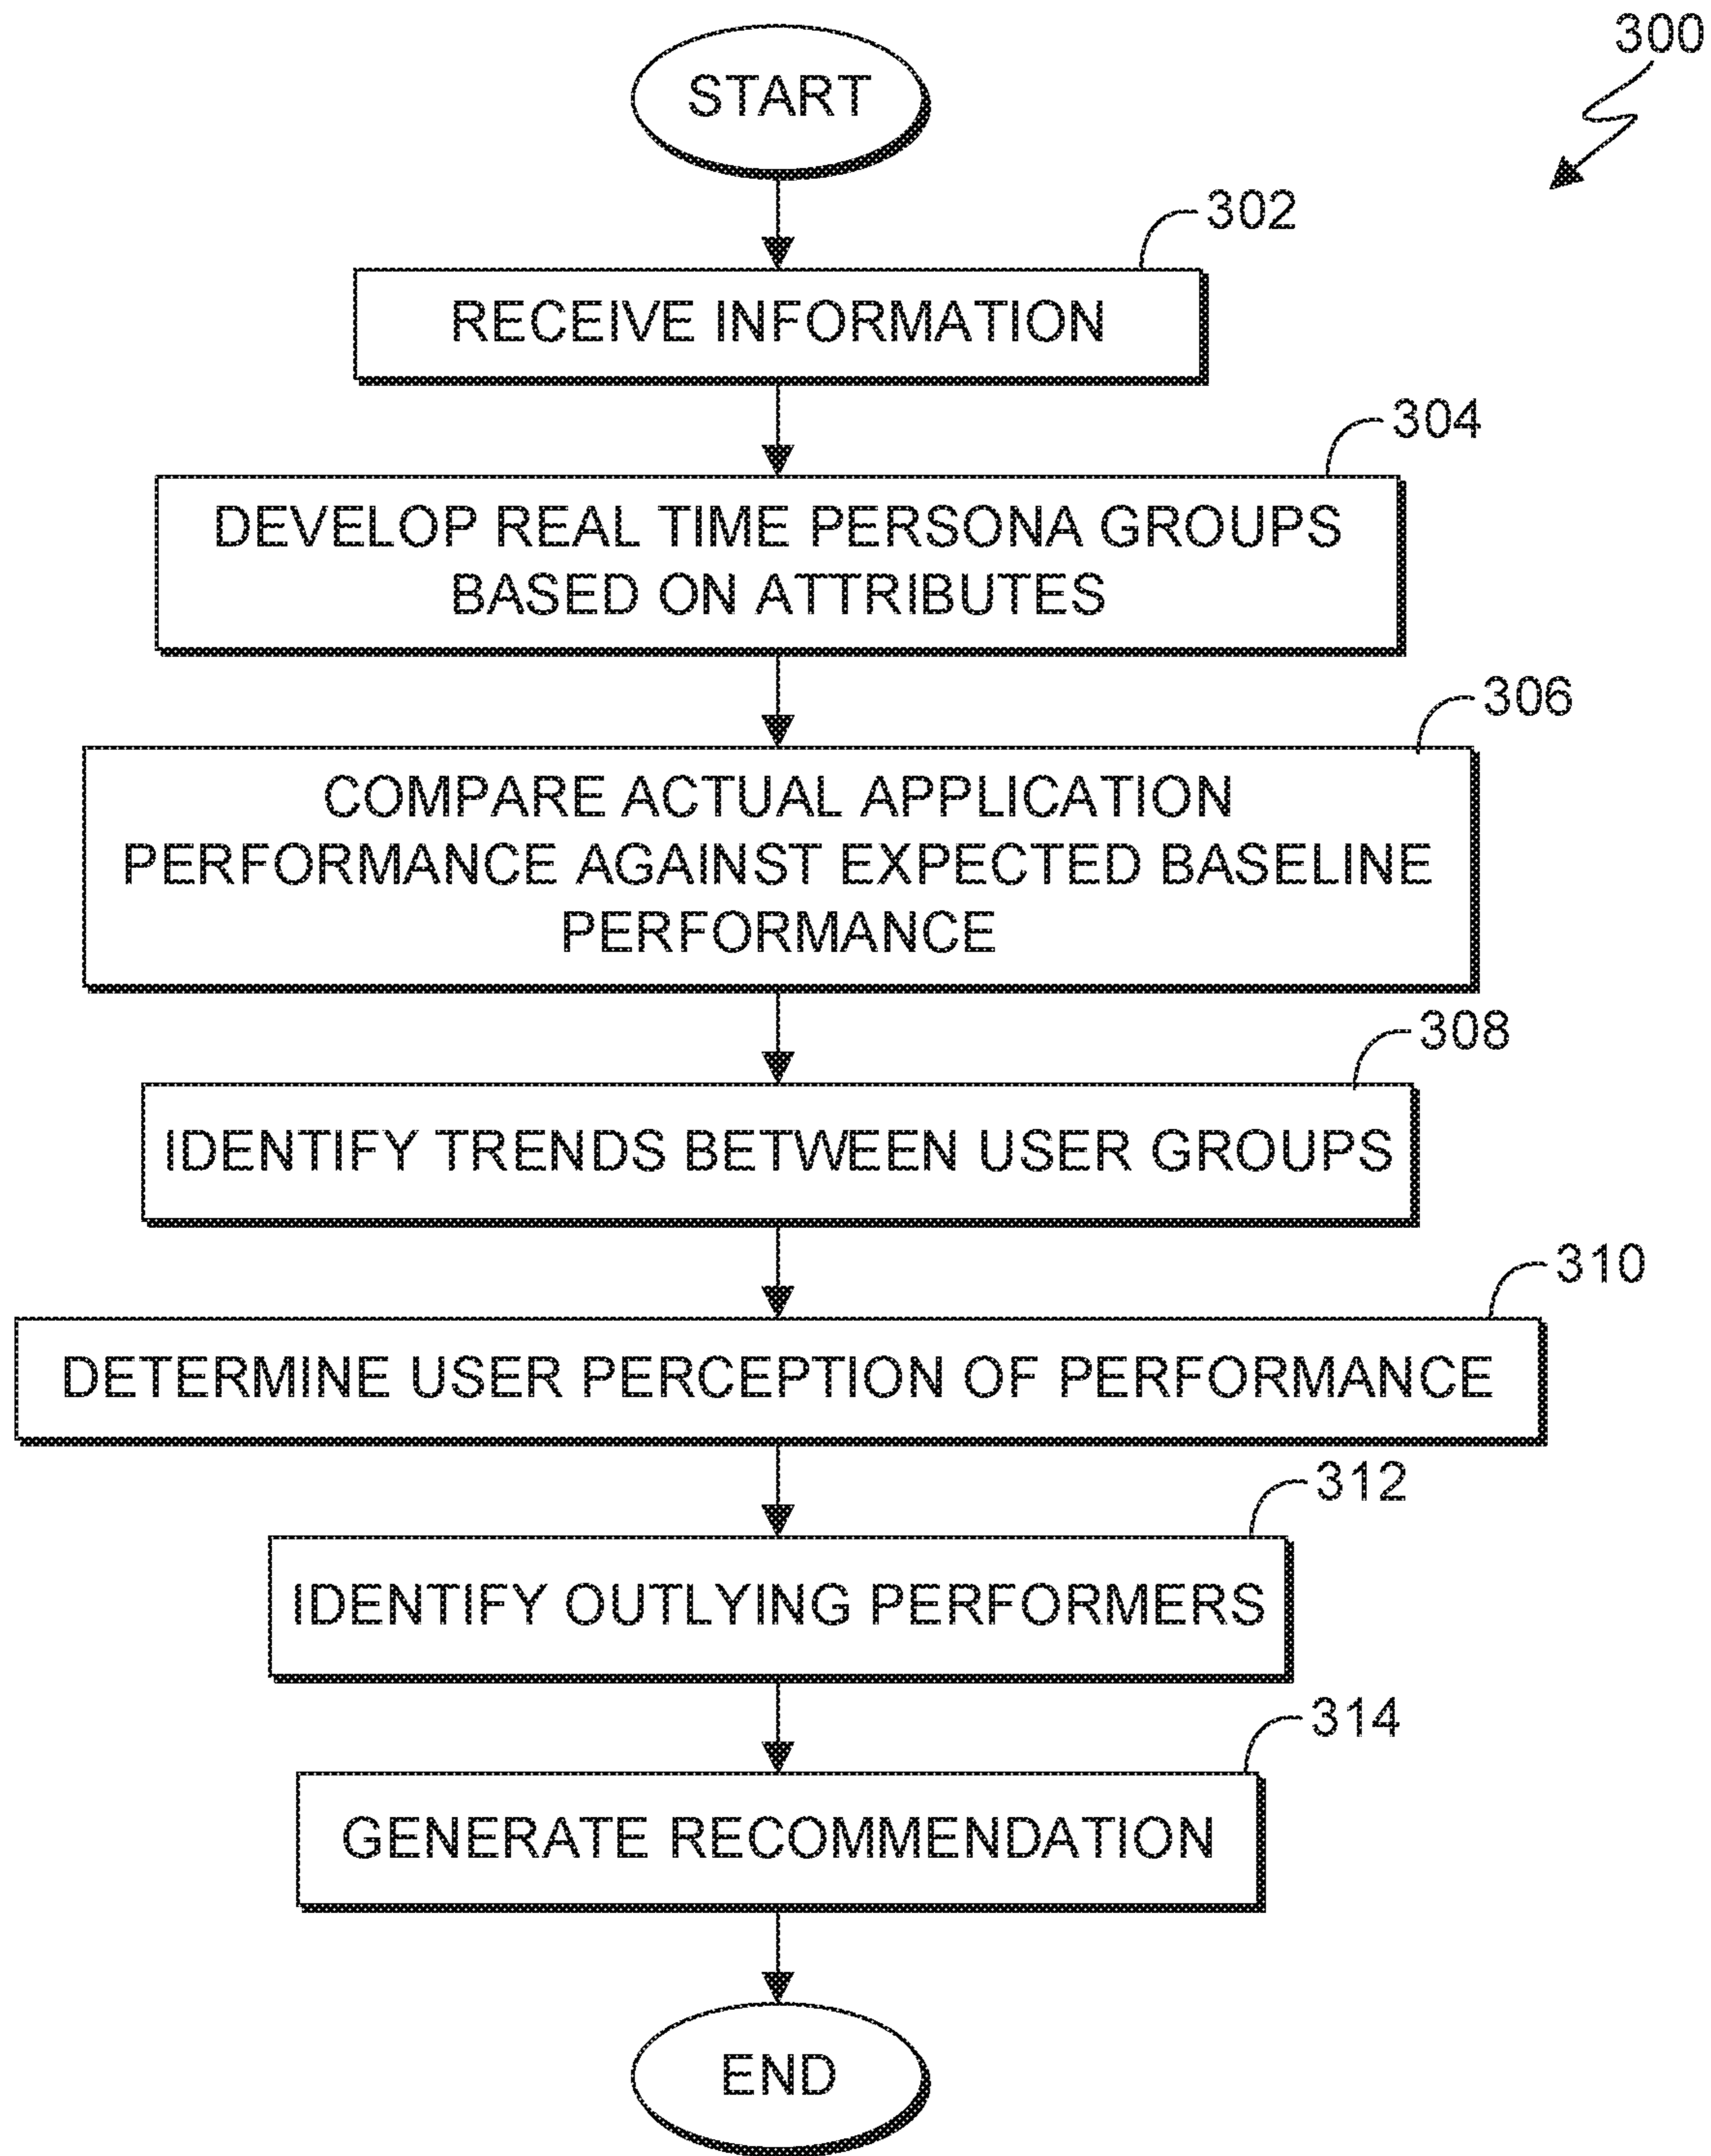 300
START
302
RECEIVE INFORMATION
304
DEVELOP REAL TIME PERSONA GROUPS
BASED ON ATTRIBUTES
306
COMPARE ACTUAL APPLICATION
PERFORMANCE AGAINST EXPECTED BASELINE
PERFORMANCE
308
IDENTIFY TRENDS BETWEEN USER GROUPS
310
DETERMINE USER PERCEPTION OF PERFORMANCE
312
IDENTIFY OUTLYING PERFORMERS
314
GENERATE RECOMMENDATION
END